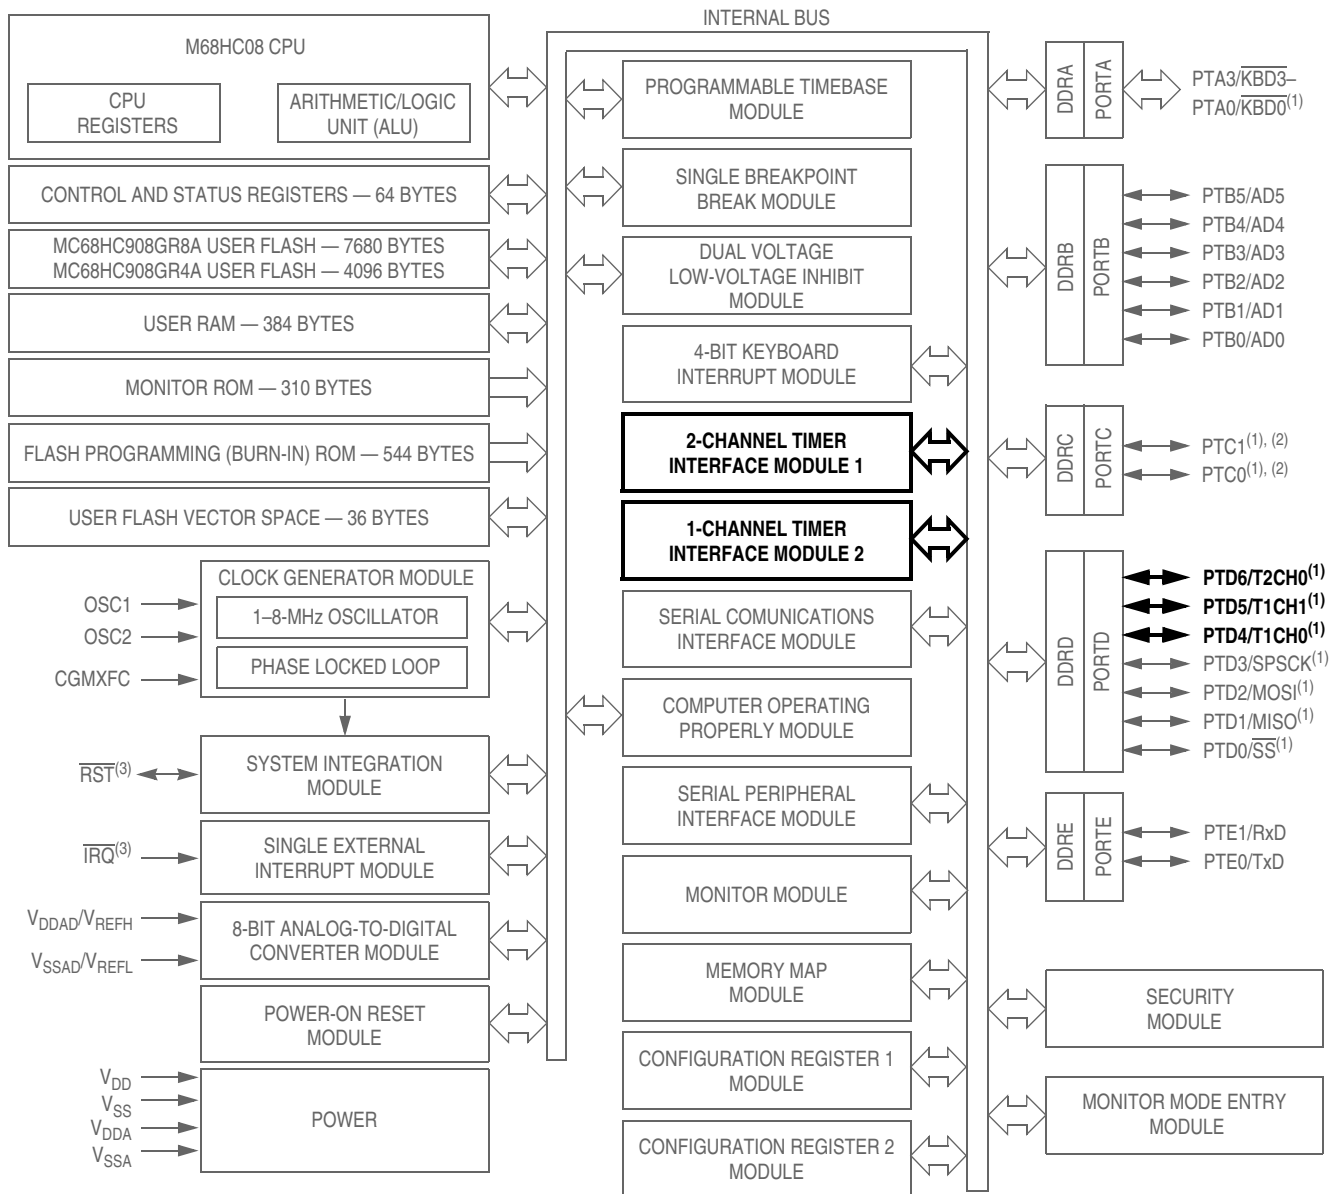 INTERNAL BUS
M68HC08 CPU
CPU
REGISTERS
ARITHMETIC/LOGIC
UNIT (ALU)
CONTROL AND STATUS REGISTERS — 64 BYTES
MC68HC908GR8A USER FLASH — 7680 BYTES
MC68HC908GR4A USER FLASH — 4096 BYTES
USER RAM — 384 BYTES
MONITOR ROM — 310 BYTES
FLASH PROGRAMMING (BURN-IN) ROM — 544 BYTES
USER FLASH VECTOR SPACE — 36 BYTES
CLOCK GENERATOR MODULE
1–8-MHz OSCILLATOR
PHASE LOCKED LOOP
OSC1
OSC2
CGMXFC
SYSTEM INTEGRATION
MODULE
RST(3)
SINGLE EXTERNAL
INTERRUPT MODULE
IRQ(3)
8-BIT ANALOG-TO-DIGITAL
CONVERTER MODULE
VDDAD/VREFH
VSSAD/VREFL
POWER-ON RESET
MODULE
POWER
VDD
VSS
VDDA
VSSA
PROGRAMMABLE TIMEBASE
MODULE
SINGLE BREAKPOINT
BREAK MODULE
DUAL VOLTAGE
LOW-VOLTAGE INHIBIT
MODULE
4-BIT KEYBOARD
INTERRUPT MODULE
2-CHANNEL TIMER
INTERFACE MODULE 1
1-CHANNEL TIMER
INTERFACE MODULE 2
SERIAL COMUNICATIONS
INTERFACE MODULE
COMPUTER OPERATING
PROPERLY MODULE
SERIAL PERIPHERAL
INTERFACE MODULE
MONITOR MODULE
MEMORY MAP
MODULE
CONFIGURATION REGISTER 1
MODULE
CONFIGURATION REGISTER 2
MODULE
DDRA
PORTA
PTA3/KBD3–
PTA0/KBD0(1)
DDRB
PORTB
PTB5/AD5
PTB4/AD4
PTB3/AD3
PTB2/AD2
PTB1/AD1
PTB0/AD0
DDRC
PORTC
PTC1(1), (2)
PTC0(1), (2)
DDRD
PORTD
PTD6/T2CH0(1)
PTD5/T1CH1(1)
PTD4/T1CH0(1)
PTD3/SPSCK(1)
PTD2/MOSI(1)
PTD1/MISO(1)
PTD0/SS(1)
DDRE
PORTE
PTE1/RxD
PTE0/TxD
SECURITY
MODULE
MONITOR MODE ENTRY
MODULE